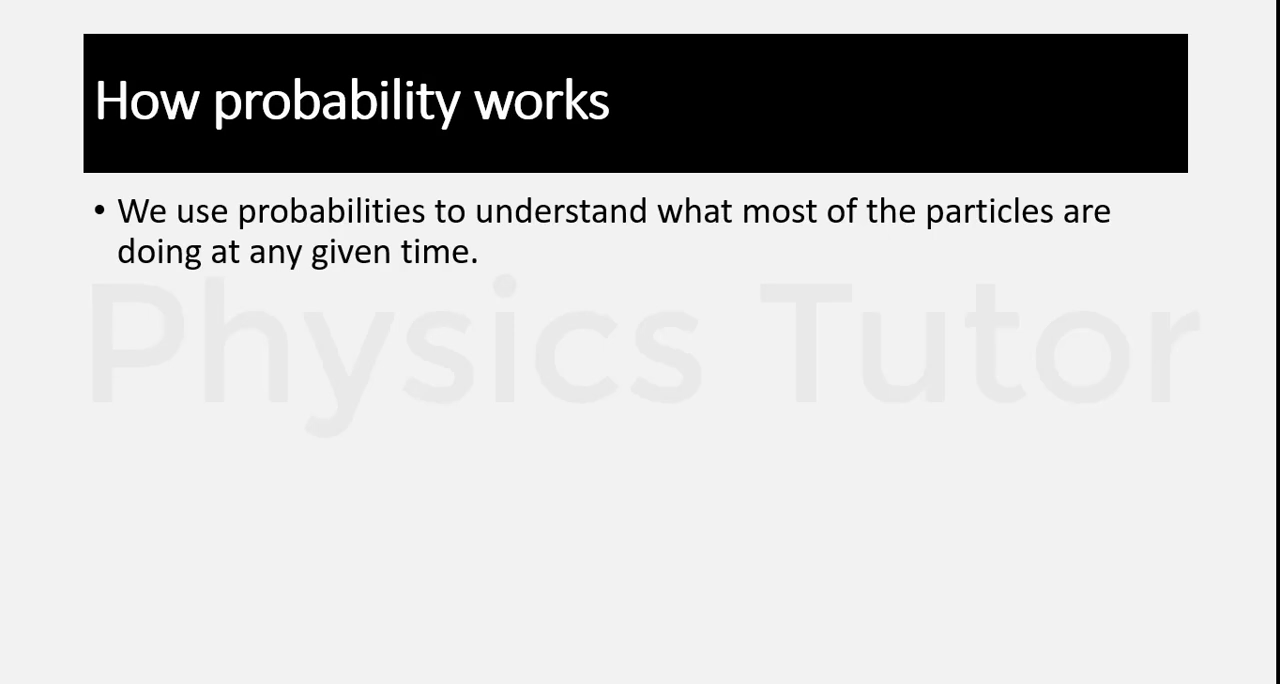 How probability works
• We use probabilities to understand what most of the particles are
doing at any given time.
Physics Tutor